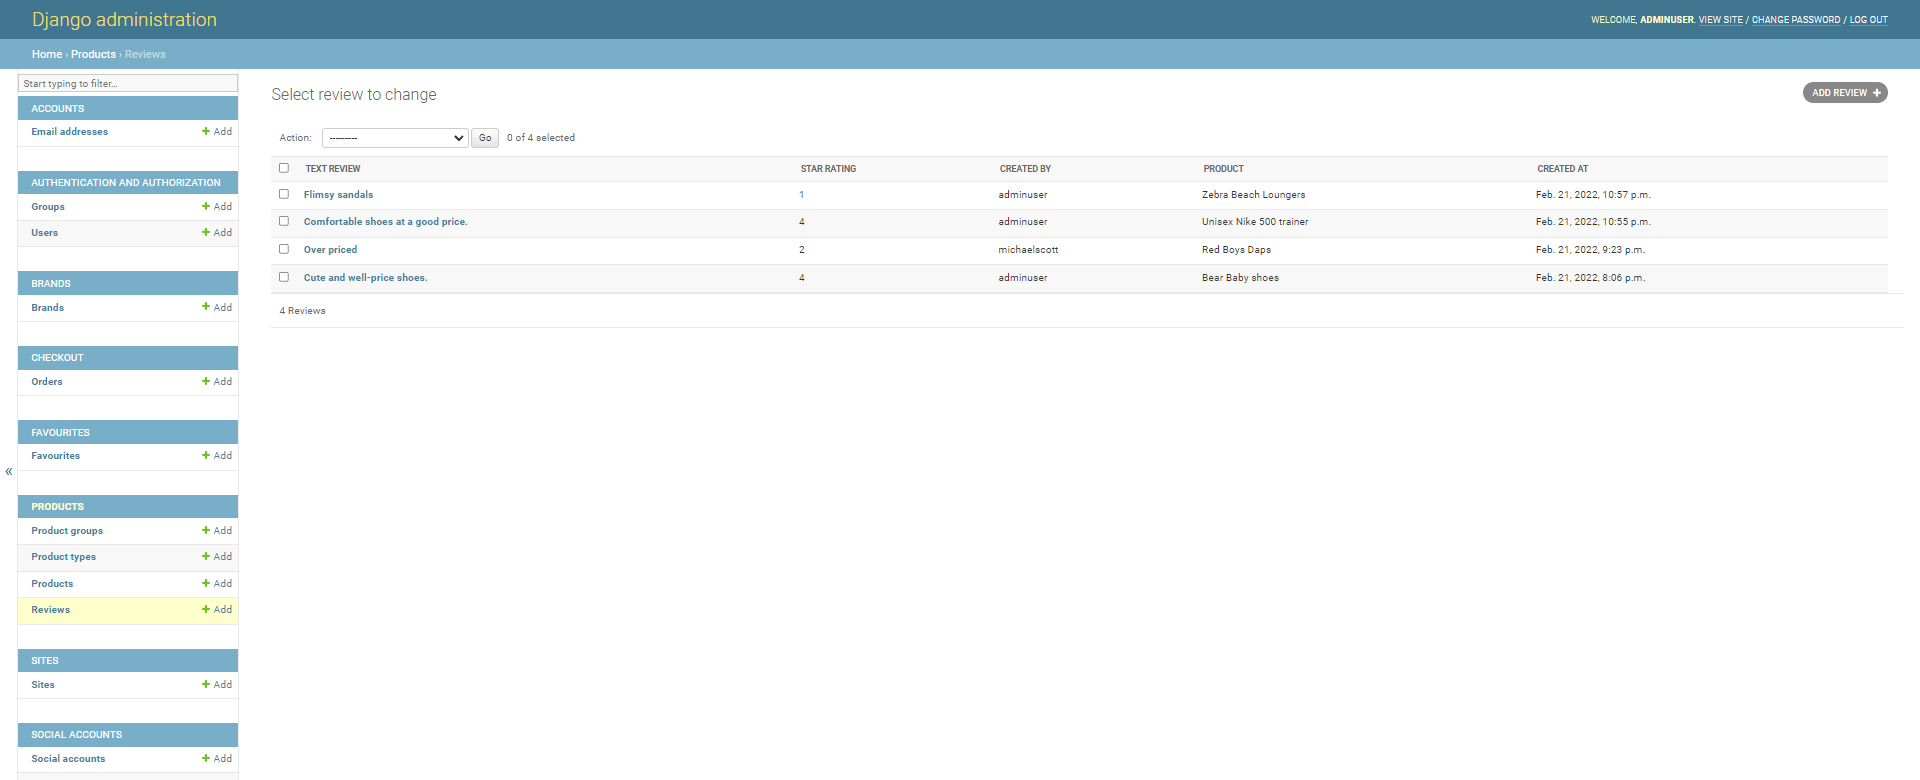 Django administration
WELCOME, ADMINUSER. VIEW SITE / CHANGE PASSWORD / LOG OUT
Home › Products › Reviews
Start typing to filter...
ACCOUNTS
Email addresses + Add
AUTHENTICATION AND AUTHORIZATION
Groups + Add
Users + Add
BRANDS
Brands + Add
CHECKOUT
Orders + Add
FAVOURITES
Favourites + Add
PRODUCTS
Product groups + Add
Product types + Add
Products + Add
Reviews + Add
SITES
Sites + Add
SOCIAL ACCOUNTS
Social accounts + Add
«
Select review to change
ADD REVIEW +
Action: --------- Go 0 of 4 selected
TEXT REVIEW STAR RATING CREATED BY PRODUCT CREATED AT
Flimsy sandals 1 adminuser Zebra Beach Loungers Feb. 21, 2022, 10:57 p.m.
Comfortable shoes at a good price. 4 adminuser Unisex Nike 500 trainer Feb. 21, 2022, 10:55 p.m.
Over priced 2 michaelscott Red Boys Daps Feb. 21, 2022, 9:23 p.m.
Cute and well-price shoes. 4 adminuser Bear Baby shoes Feb. 21, 2022, 8:06 p.m.
4 Reviews